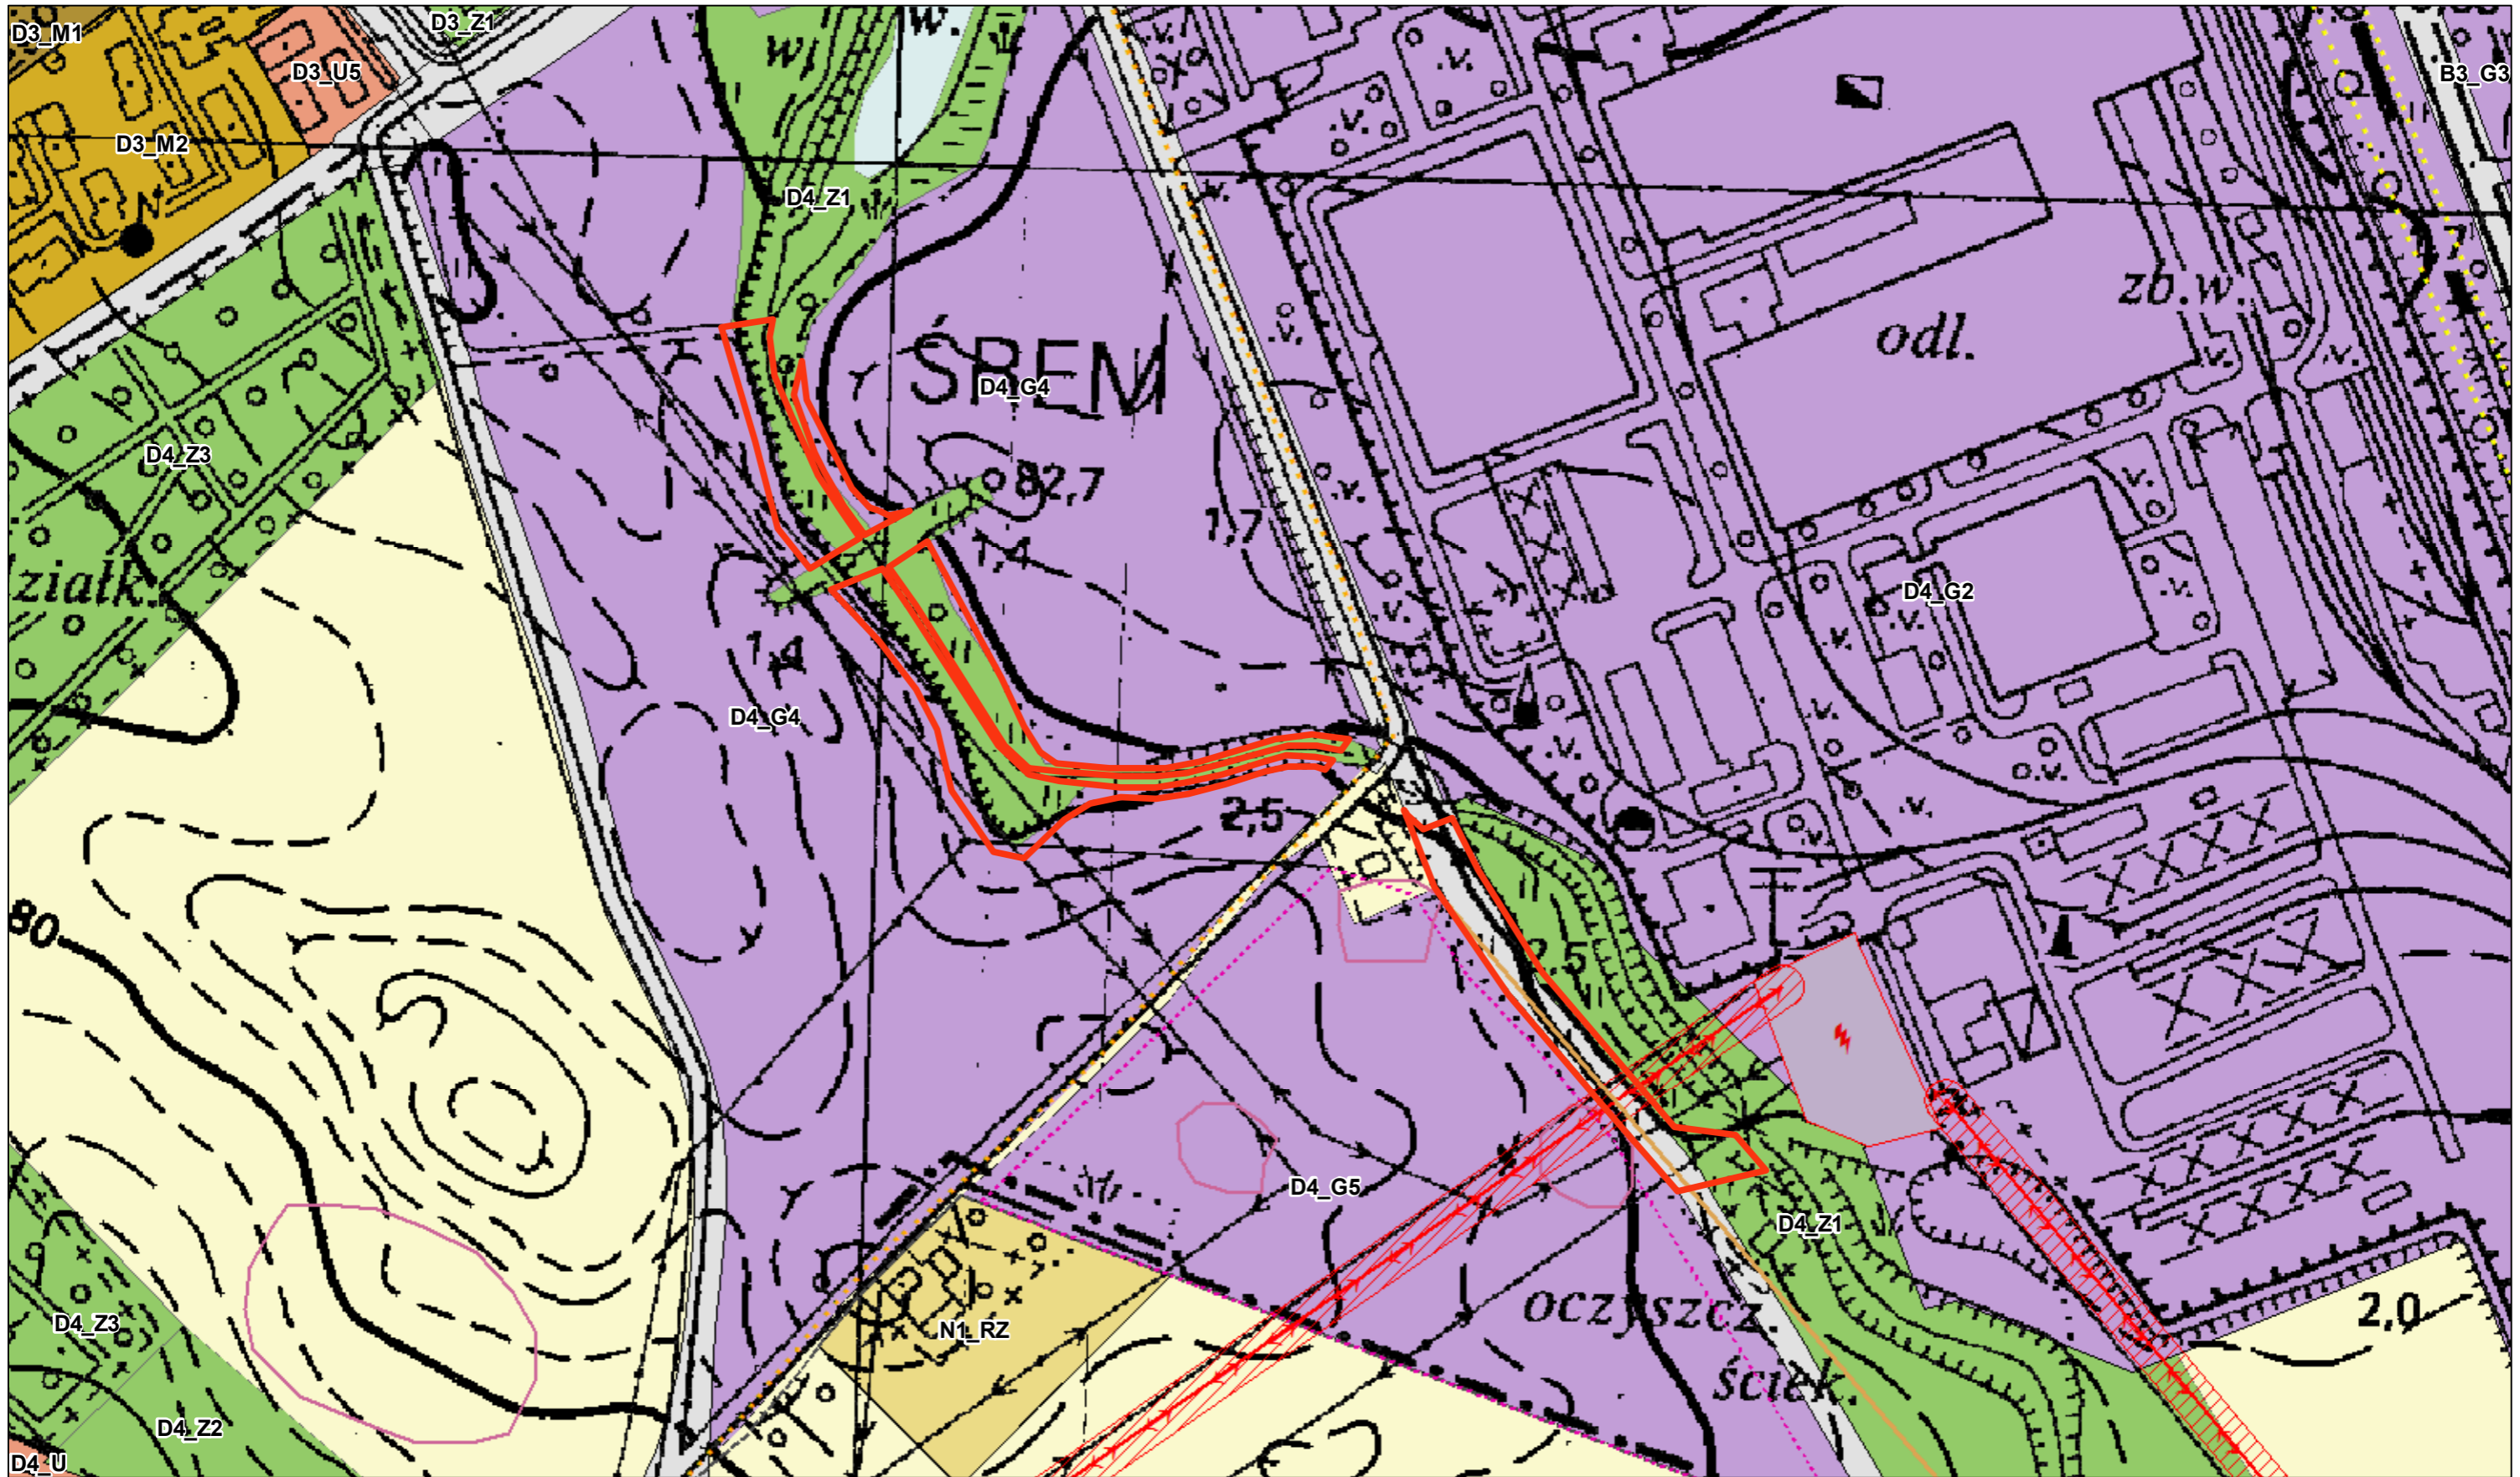 D3_M1
D3_Z1
w.
B3_G3
D3_U5
w.
.v.
D3_M2
D4_Z1
zb.w.
odl.
ŚREM
D4_G4
D4_Z3
82,7
1,7
1,4
działk.
D4_G2
1,4
D4_G4
o.v.
2,5
80
2,5
D4_G5
D4_Z1
oczyszcz.
ściek.
2,0
D4_Z3
N1_RZ
D4_Z2
D4_U